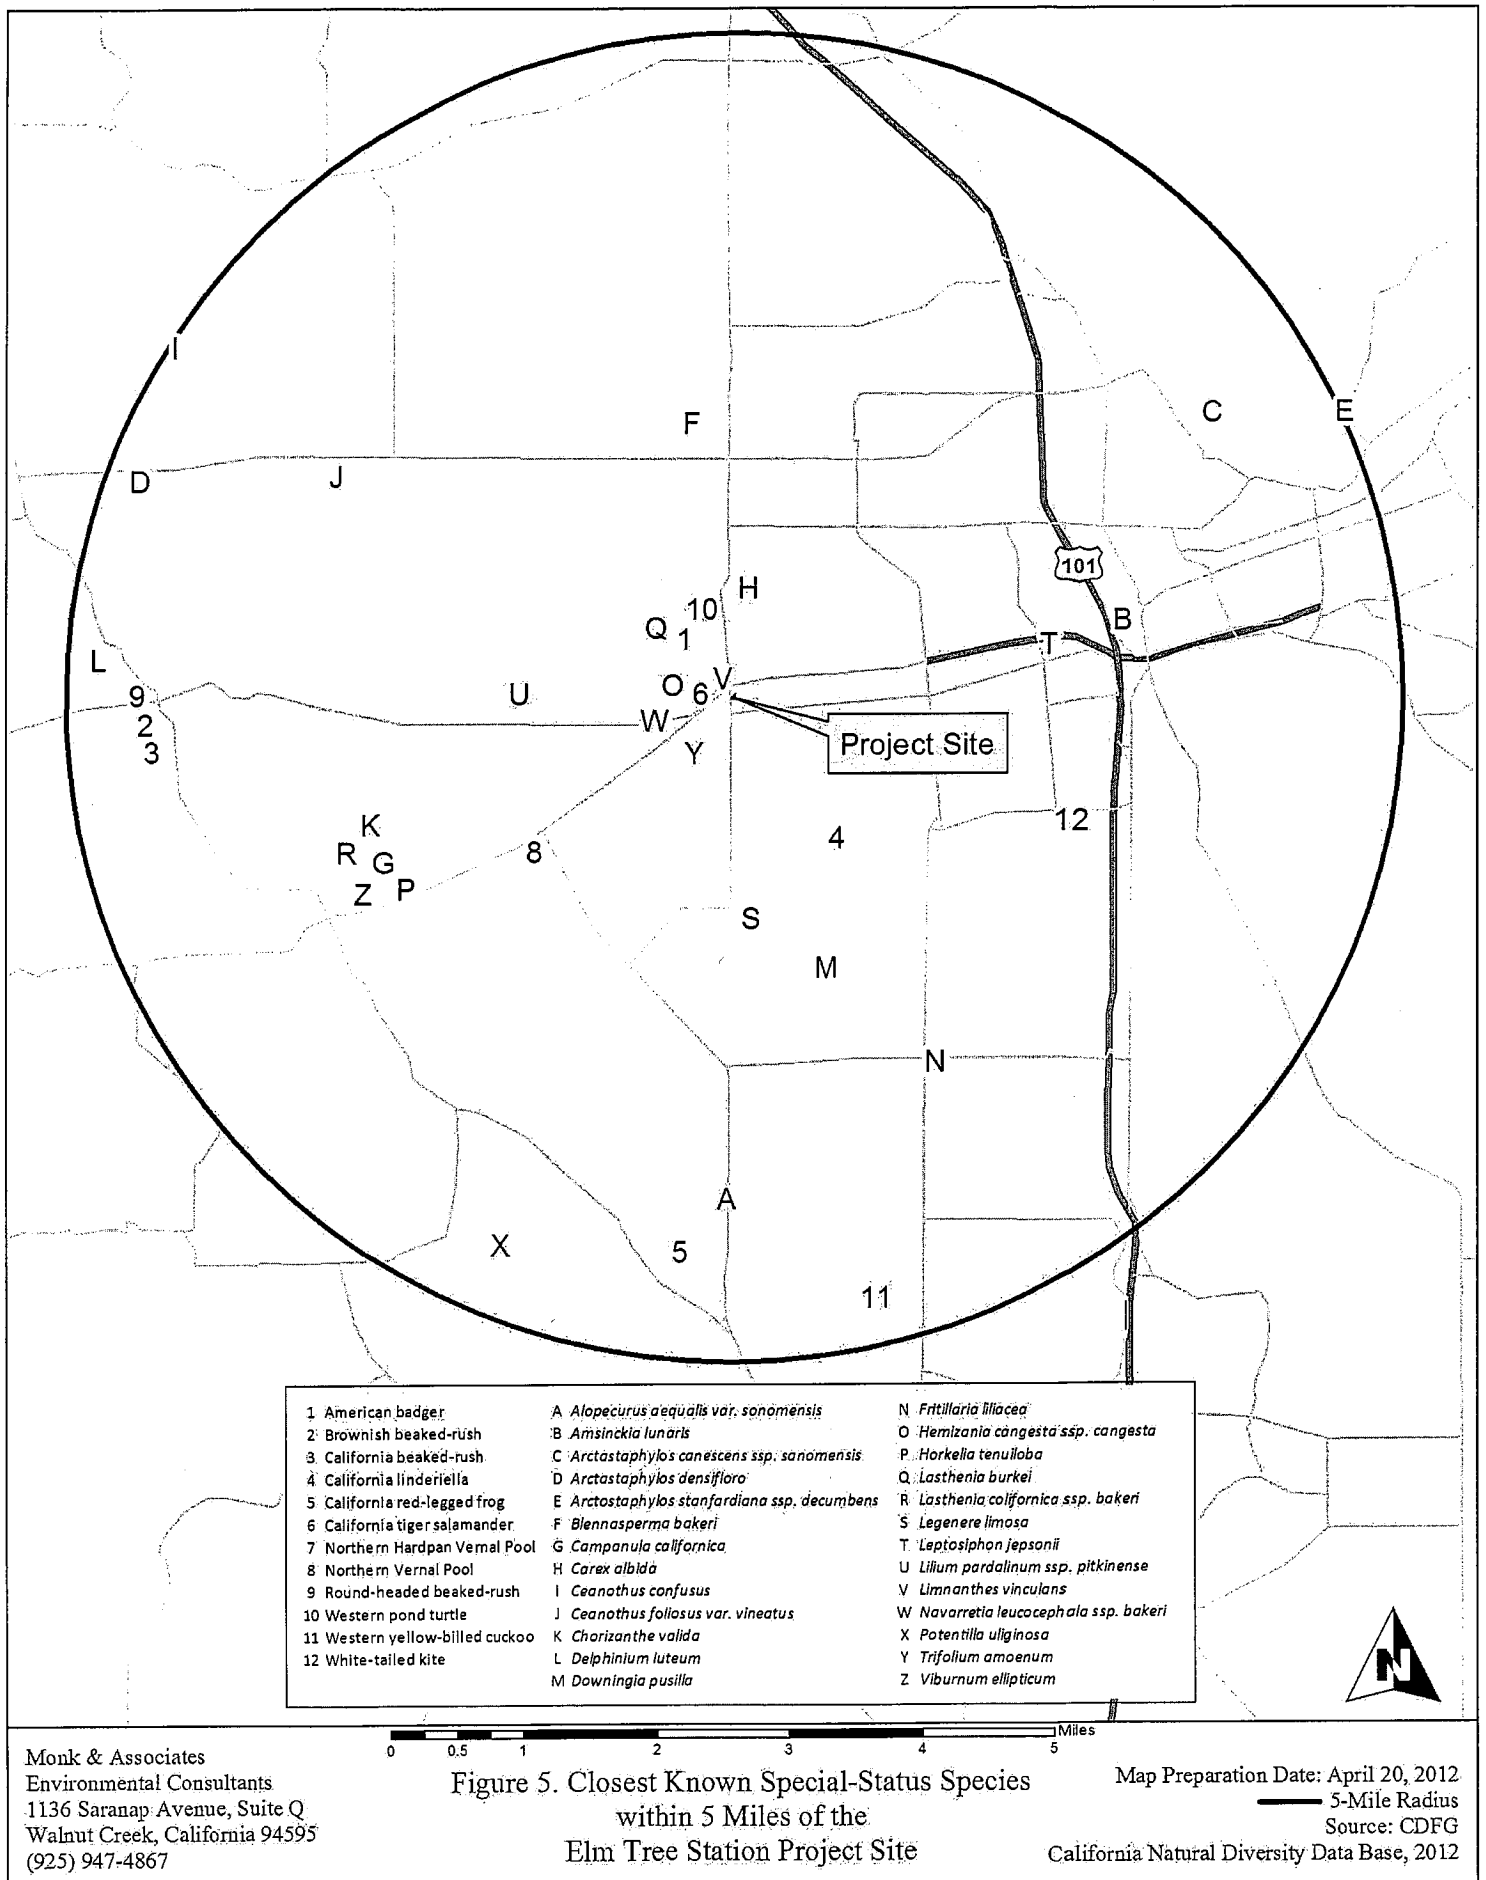 I
F
C
E
D
J
101
H
10
B
Q
1
T
L
V
O
6
9
U
W
2
3
Y
Project Site
K
4
12
R
G
8
Z
P
S
M
N
A
X
5
11
1 American badger
2 Brownish beaked-rush
3 California beaked-rush
4 California linderiella
5 California red-legged frog
6 California tiger salamander
7 Northern Hardpan Vernal Pool
8 Northern Vernal Pool
9 Round-headed beaked-rush
10 Western pond turtle
11 Western yellow-billed cuckoo
12 White-tailed kite
A Alopecurus aequalis var. sonomensis
B Amsinckia lunaris
C Arctostaphylos canescens ssp. sonomensis
D Arctostaphylos densiflora
E Arctostaphylos stanfordiana ssp. decumbens
F Blennosperma bakeri
G Campanula californica
H Carex albida
I Ceanothus confusus
J Ceanothus foliosus var. vineatus
K Chorizanthe valida
L Delphinium luteum
M Downingia pusilla
N Fritillaria liliacea
O Hemizonia congesta ssp. congesta
P Horkelia tenuiloba
Q Lasthenia burkei
R Lasthenia californica ssp. bakeri
S Legenere limosa
T Leptosiphon jepsonii
U Lilium pardalinum ssp. pitkinense
V Limnanthes vinculans
W Navarretia leucocephala ssp. bakeri
X Potentilla uliginosa
Y Trifolium amoenum
Z Viburnum ellipticum
N
0 0.5 1 2 3 4 5 Miles
Monk & Associates
Environmental Consultants
1136 Saranap Avenue, Suite Q
Walnut Creek, California 94595
(925) 947-4867
Figure 5. Closest Known Special-Status Species
within 5 Miles of the
Elm Tree Station Project Site
Map Preparation Date: April 20, 2012
5-Mile Radius
Source: CDFG
California Natural Diversity Data Base, 2012